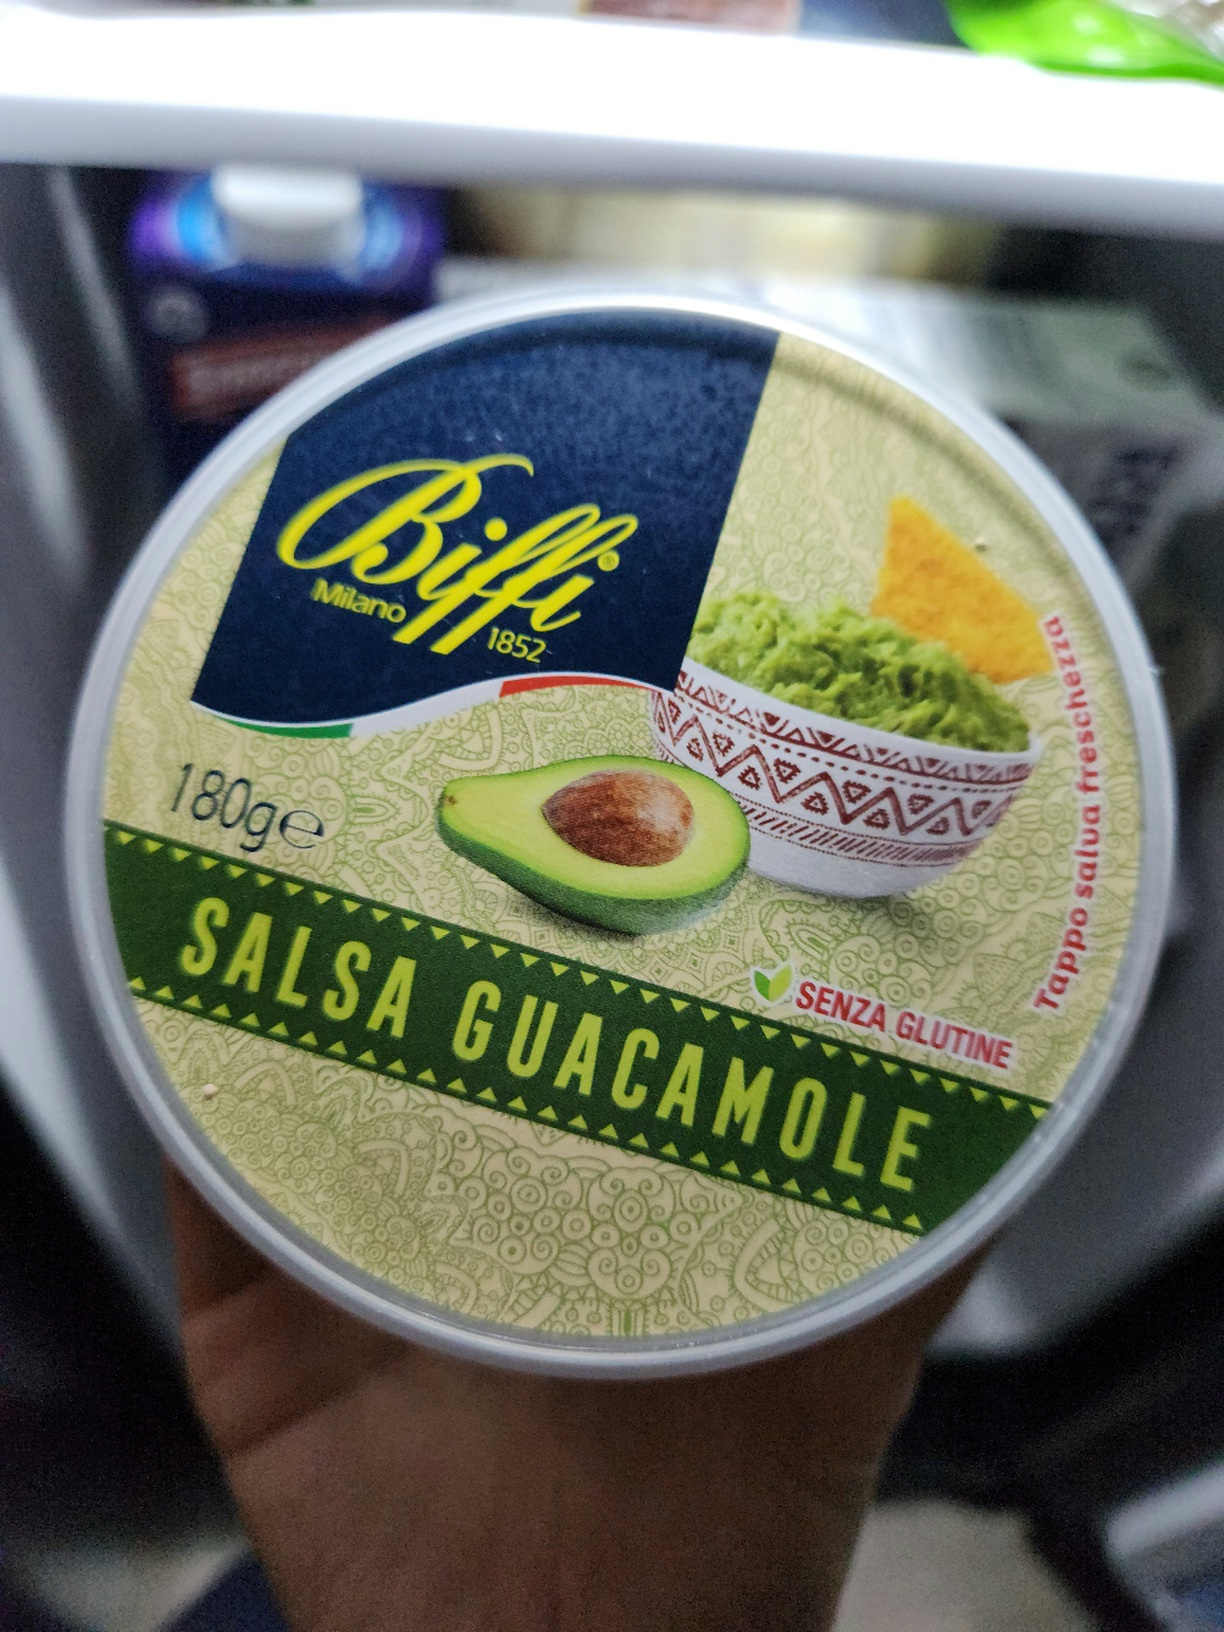 Biffi®
Milano
1852
180g℮
SALSA GUACAMOLE
SENZA GLUTINE
Tappo salva freschezza